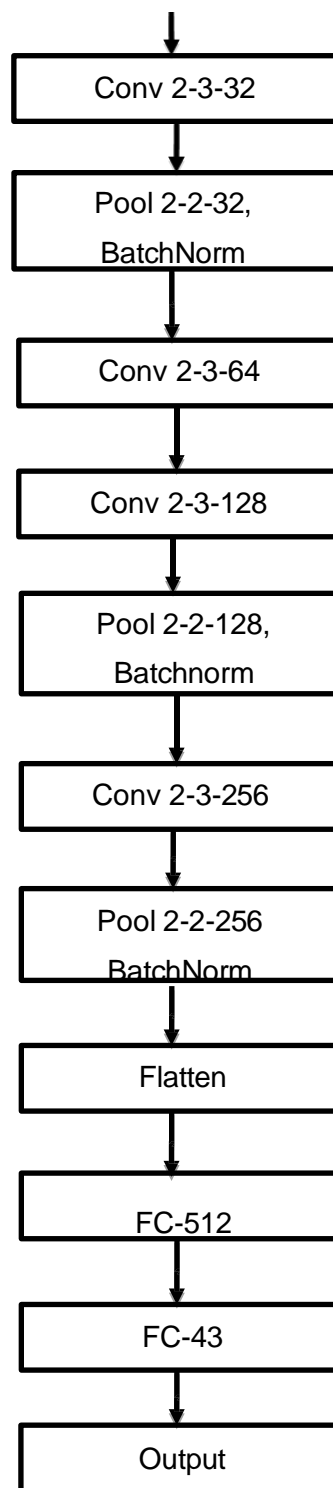 Conv 2-3-32
Pool 2-2-32,
BatchNorm
Conv 2-3-64
Conv 2-3-128
Pool 2-2-128,
Batchnorm
Conv 2-3-256
Pool 2-2-256
BatchNorm
Flatten
FC-512
FC-43
Output